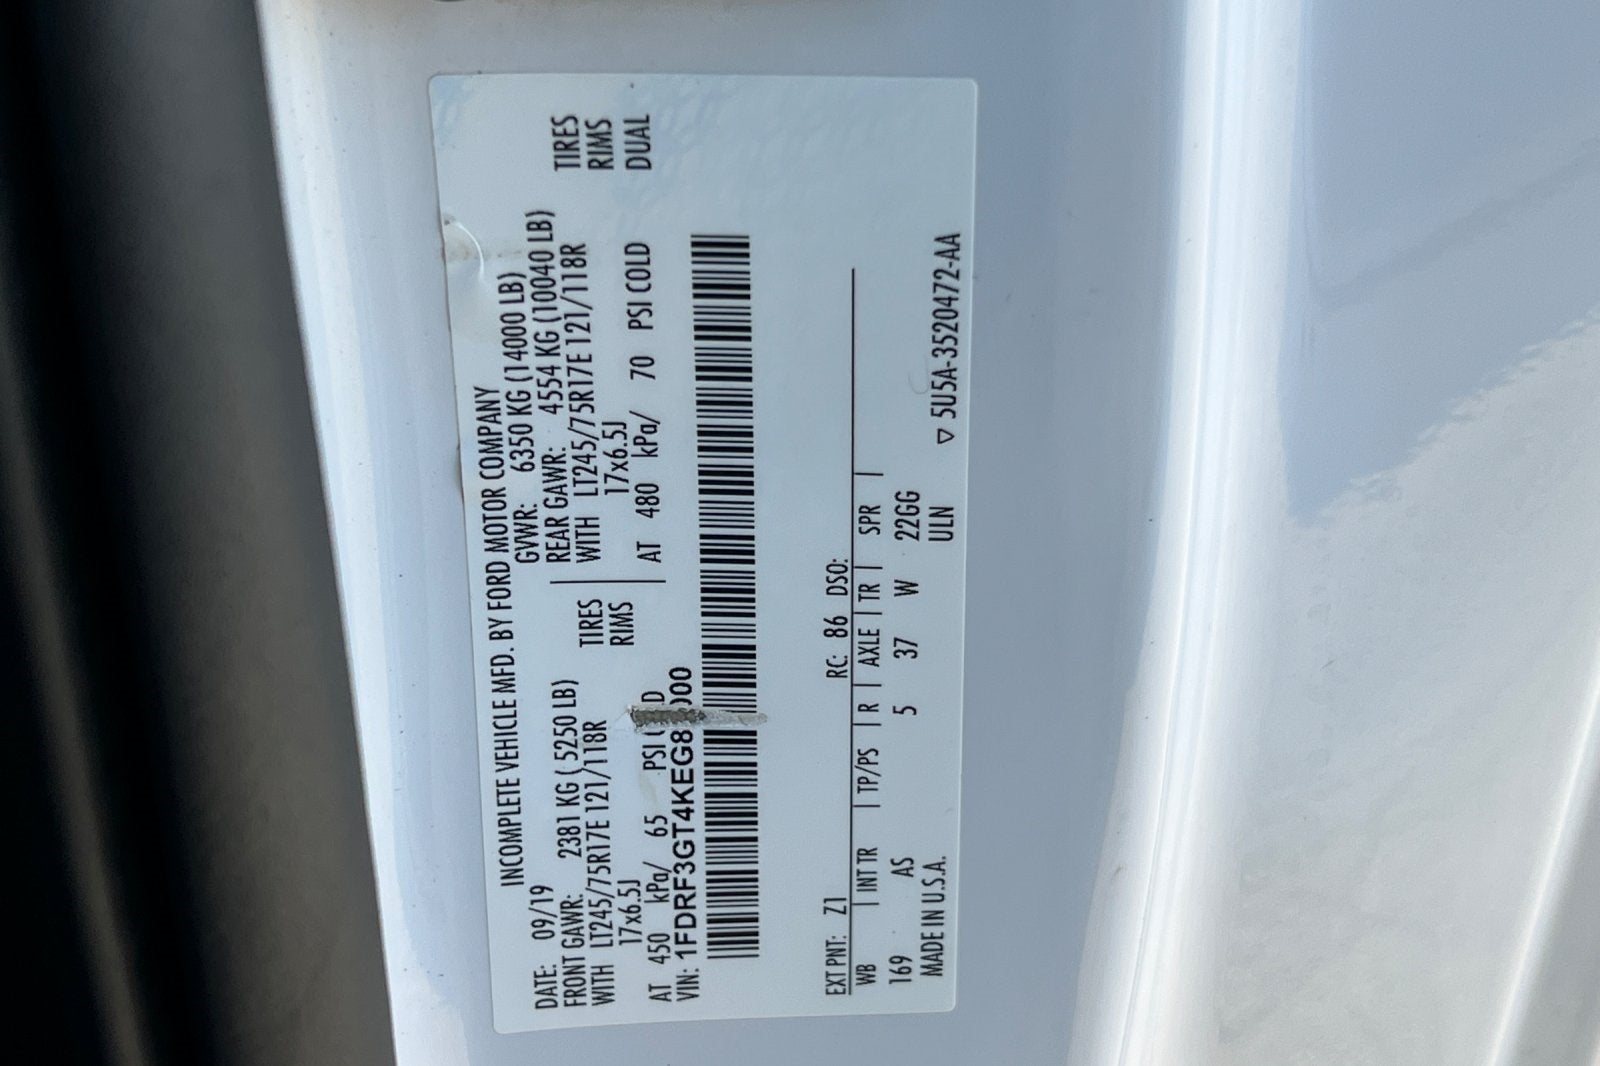 INCOMPLETE VEHICLE MFD. BY FORD MOTOR COMPANY
DATE: 09/19 GVWR: 6350 KG (14000 LB)
FRONT GAWR: 2381 KG ( 5250 LB) REAR GAWR: 4554 KG (10040 LB)
WITH LT245/75R17E 121/118R TIRES WITH LT245/75R17E 121/118R TIRES
17x6.5J RIMS 17x6.5J RIMS
AT 450 kPa/ 65 PSI AT 480 kPa/ 70 PSI COLD DUAL
VIN:
EXT PNT: Z1 RC: 86 DSO:
WB | INT TR | TP/PS | R | AXLE | TR | SPR |
169 AS 5 37 W 22GG
MADE IN U.S.A. ULN ▽ 5U5A-3520472-AA